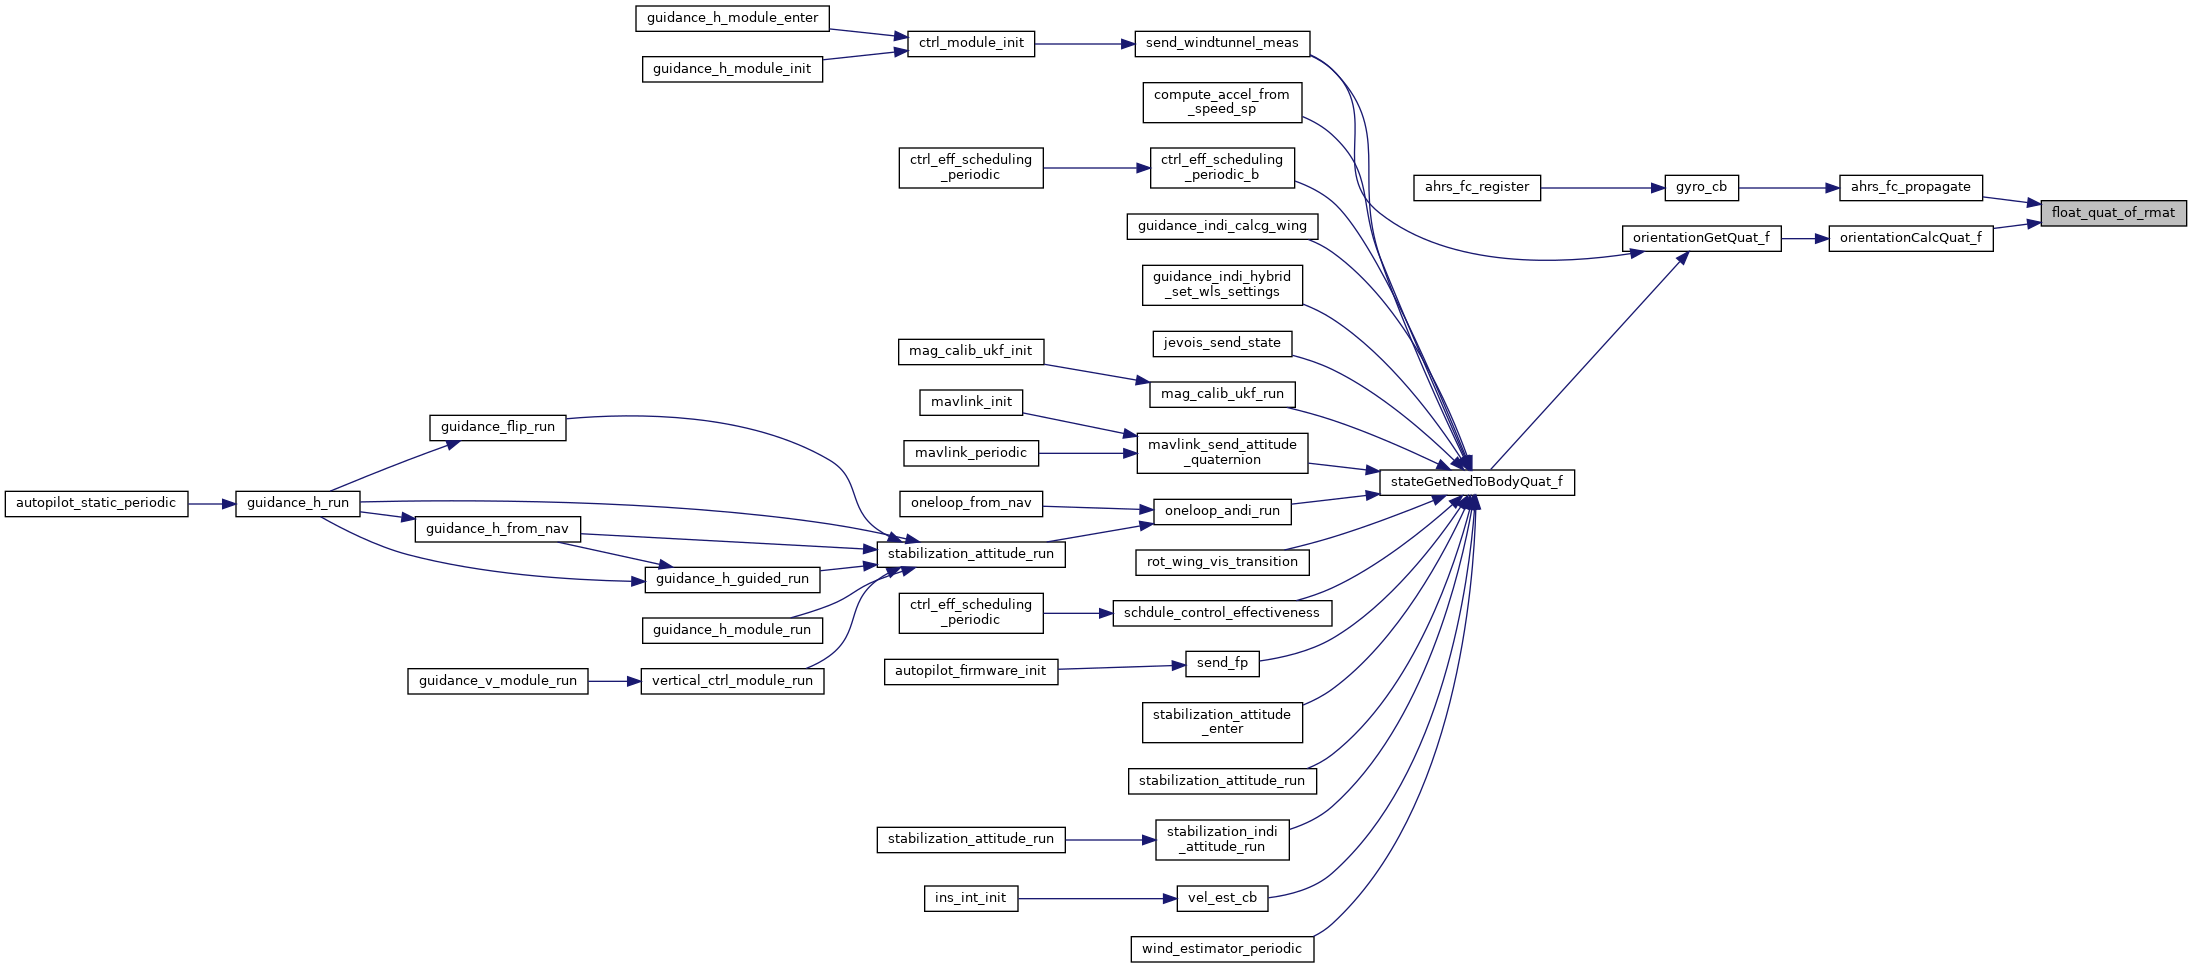 guidance_h_module_enter
ctrl_module_init
send_windtunnel_meas
guidance_h_module_init
compute_accel_from
_speed_sp
ctrl_eff_scheduling
_periodic
ctrl_eff_scheduling
_periodic_b
ahrs_fc_register
gyro_cb
ahrs_fc_propagate
float_quat_of_rmat
guidance_indi_calcg_wing
orientationGetQuat_f
orientationCalcQuat_f
guidance_indi_hybrid
_set_wls_settings
jevois_send_state
mag_calib_ukf_init
mag_calib_ukf_run
mavlink_init
guidance_flip_run
mavlink_periodic
mavlink_send_attitude
_quaternion
stateGetNedToBodyQuat_f
autopilot_static_periodic
guidance_h_run
oneloop_from_nav
oneloop_andi_run
guidance_h_from_nav
stabilization_attitude_run
rot_wing_vis_transition
guidance_h_guided_run
ctrl_eff_scheduling
_periodic
schdule_control_effectiveness
guidance_h_module_run
autopilot_firmware_init
send_fp
guidance_v_module_run
vertical_ctrl_module_run
stabilization_attitude
_enter
stabilization_attitude_run
stabilization_attitude_run
stabilization_indi
_attitude_run
ins_int_init
vel_est_cb
wind_estimator_periodic